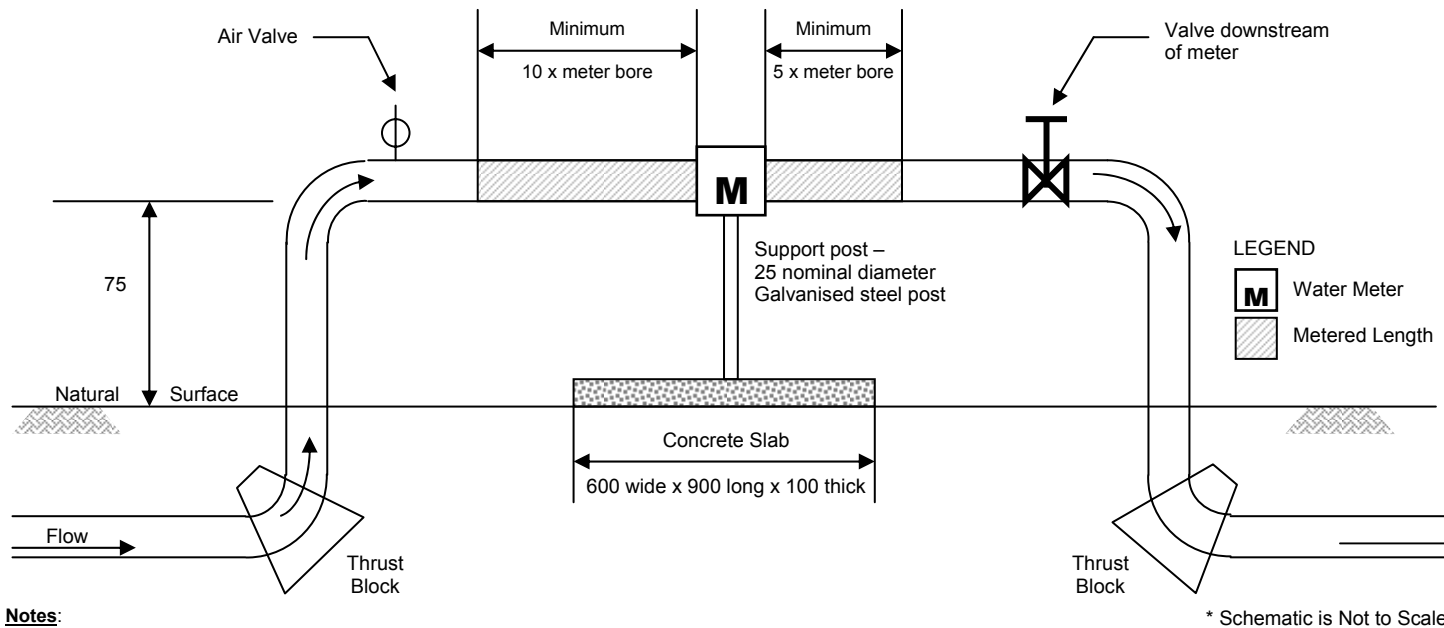 Air Valve
Minimum
10 x meter bore
Minimum
5 x meter bore
Valve downstream
of meter
M
Support post –
25 nominal diameter
Galvanised steel post
75
LEGEND
M Water Meter
Metered Length
Natural Surface
Concrete Slab
600 wide x 900 long x 100 thick
Flow
Thrust
Block
Thrust
Block
Notes:
* Schematic is Not to Scale